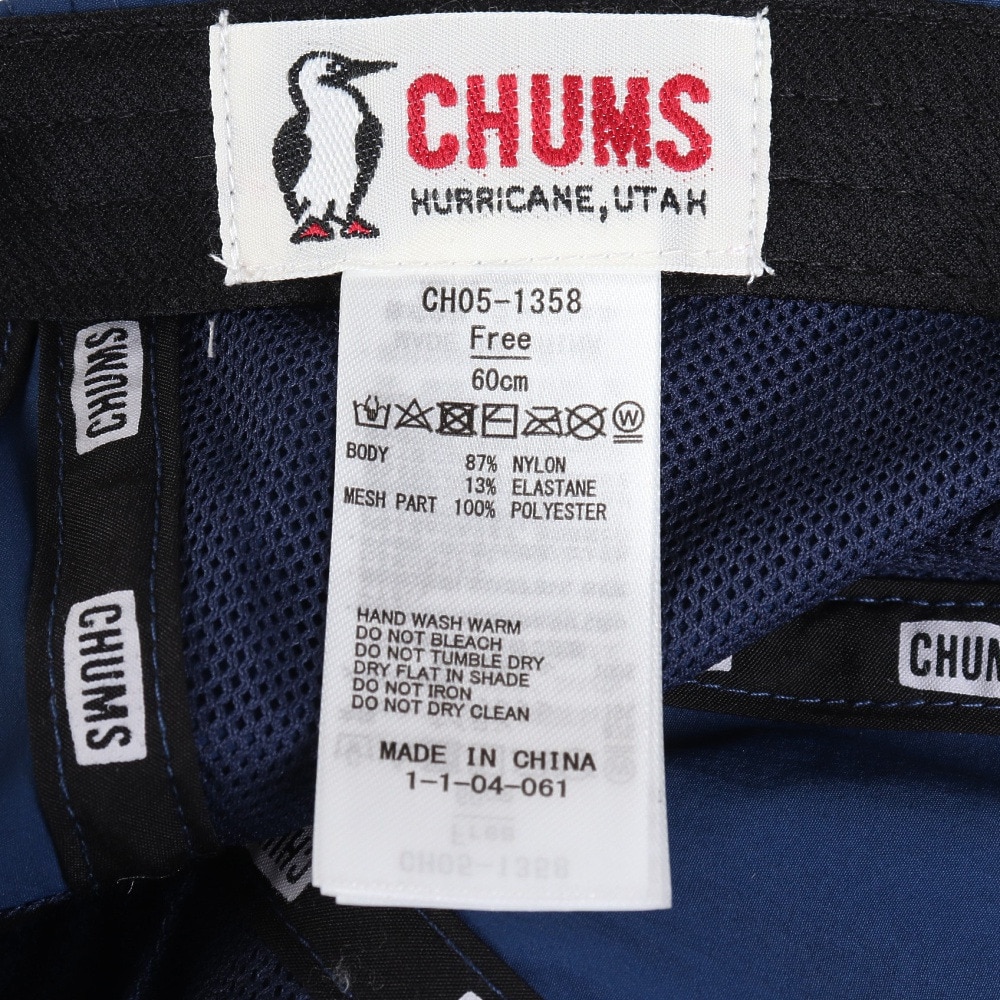 CHUMS
HURRICANE, UTAH
CH05-1358
Free
60cm
W
BODY 87% NYLON
13% ELASTANE
MESH PART 100% POLYESTER
HAND WASH WARM
DO NOT BLEACH
DO NOT TUMBLE DRY
DRY FLAT IN SHADE
DO NOT IRON
DO NOT DRY CLEAN
MADE IN CHINA
1-1-04-061
CHUMS
CHUMS